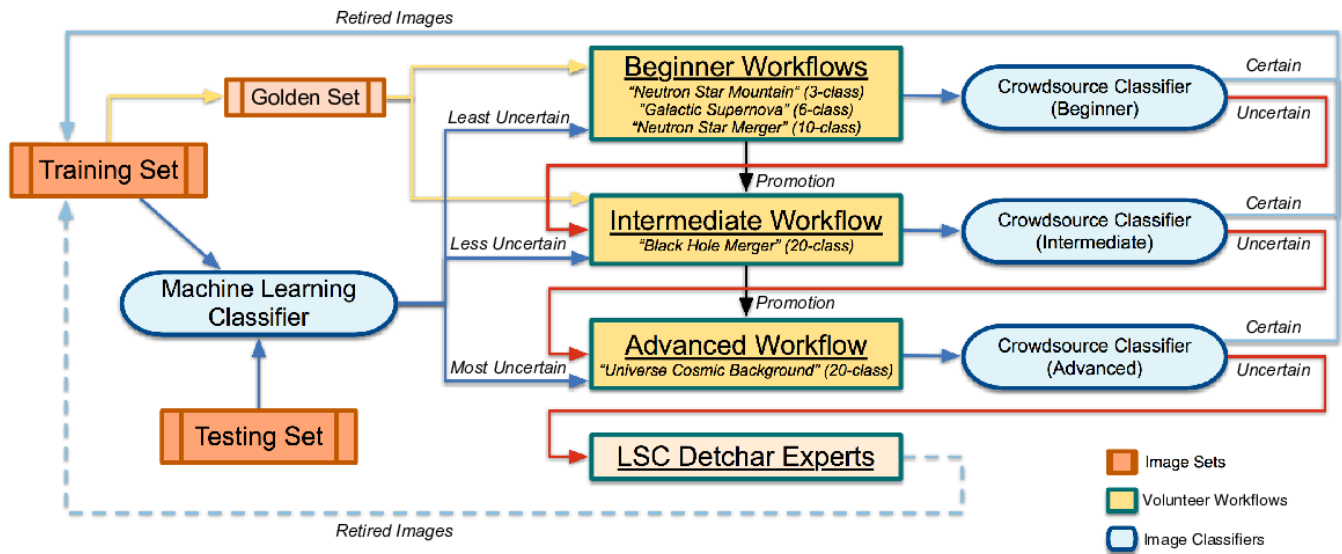 Retired Images
Golden Set
Training Set
Machine Learning
Classifier
Testing Set
Least Uncertain
Less Uncertain
Most Uncertain
Beginner Workflows
“Neutron Star Mountain” (3-class)
“Galactic Supernova” (6-class)
“Neutron Star Merger” (10-class)
Promotion
Intermediate Workflow
“Black Hole Merger” (20-class)
Promotion
Advanced Workflow
“Universe Cosmic Background” (20-class)
LSC Detchar Experts
Crowdsource Classifier
(Beginner)
Certain
Uncertain
Crowdsource Classifier
(Intermediate)
Certain
Uncertain
Crowdsource Classifier
(Advanced)
Certain
Uncertain
Retired Images
Image Sets
Volunteer Workflows
Image Classifiers